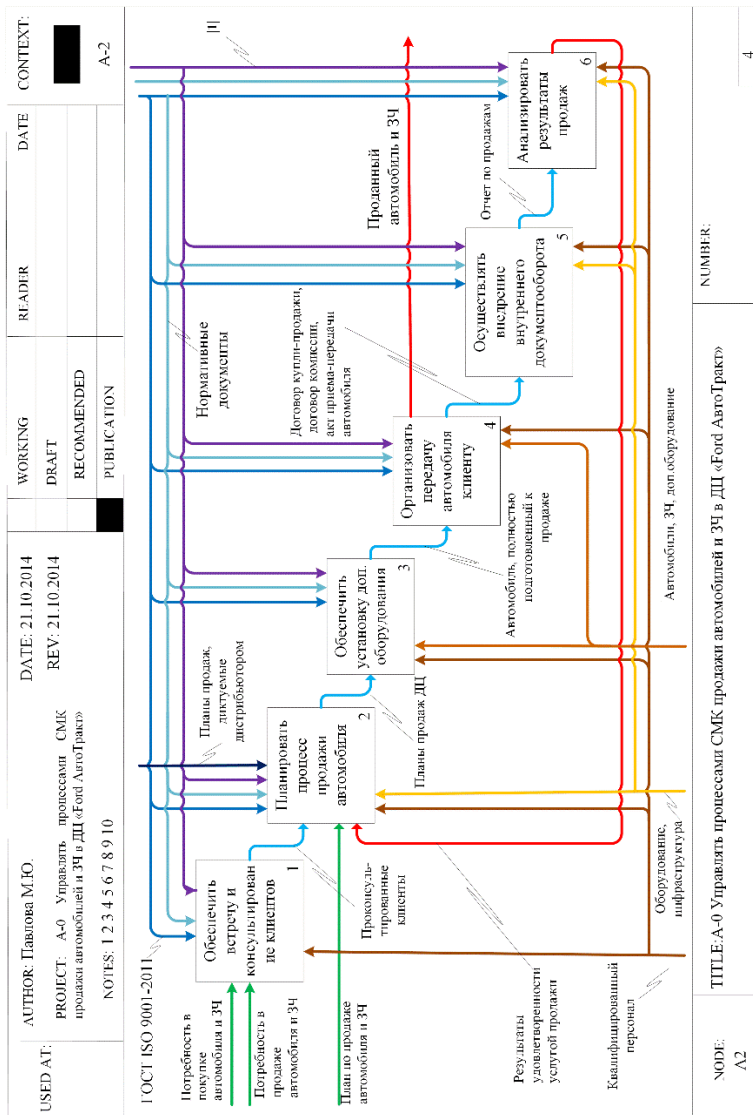 USED AT:
AUTHOR: Павлова М.Ю.
PROJECT: А-0 Управлять процессами СМК
продажи автомобилей и ЗЧ в ДЦ «Ford АвтоТракт»
NOTES: 1 2 3 4 5 6 7 8 9 10
DATE: 21.10.2014
REV: 21.10.2014
WORKING
DRAFT
RECOMMENDED
PUBLICATION
READER
DATE
CONTEXT:
А-2
ГОСТ ISO 9001-2011
Планы продаж,
диктуемые
дистрибьютором
Нормативные
документы
Потребность в
покупке
автомобиля и ЗЧ
Потребность в
продаже
автомобиля и ЗЧ
План по продаже
автомобиля и ЗЧ
Обеспечить
встречу и
консультирован
ие клиентов
1
Проконсуль-
тированные
клиенты
Планировать
процесс
продажи
автомобиля
2
Планы продаж ДЦ
Обеспечить
установку доп.
оборудования
3
Автомобиль, полностью
подготовленный к
продаже
Организовать
передачу
автомобиля
клиенту
4
Договор купли-продажи,
договор комиссии,
акт приема-передачи
автомобиля
Проданный
автомобиль и ЗЧ
Осуществлять
внедрение
внутреннего
документооборота
5
Отчет по продажам
Анализировать
результаты
продаж
6
Результаты
удовлетворенности
услугой продажи
Квалифицированный
персонал
Оборудование,
инфраструктура
Автомобили, ЗЧ, доп.оборудование
NODE:
А2
TITLE:А-0 Управлять процессами СМК продажи автомобилей и ЗЧ в ДЦ «Ford АвтоТракт»
NUMBER:
4